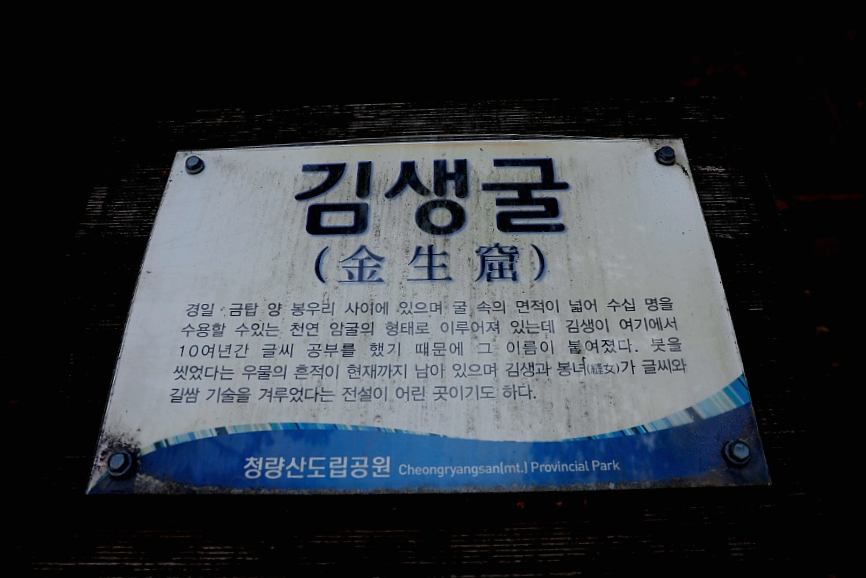 김생굴
(金生窟)
경일·금탑 양 봉우리 사이에 있으며 굴 속의 면적이 넓어 수십 명을
수용할 수있는 천연 암굴의 형태로 이루어져 있는데 김생이 여기에서
10여년간 글씨 공부를 했기 때문에 그 이름이 붙여졌다. 붓을
씻었다는 우물의 흔적이 현재까지 남아 있으며 김생과 봉녀(縫女)가 글씨와
길쌈 기술을 겨루었다는 전설이 어린 곳이기도 하다.
청량산도립공원 Cheongryangsan(mt.) Provincial Park